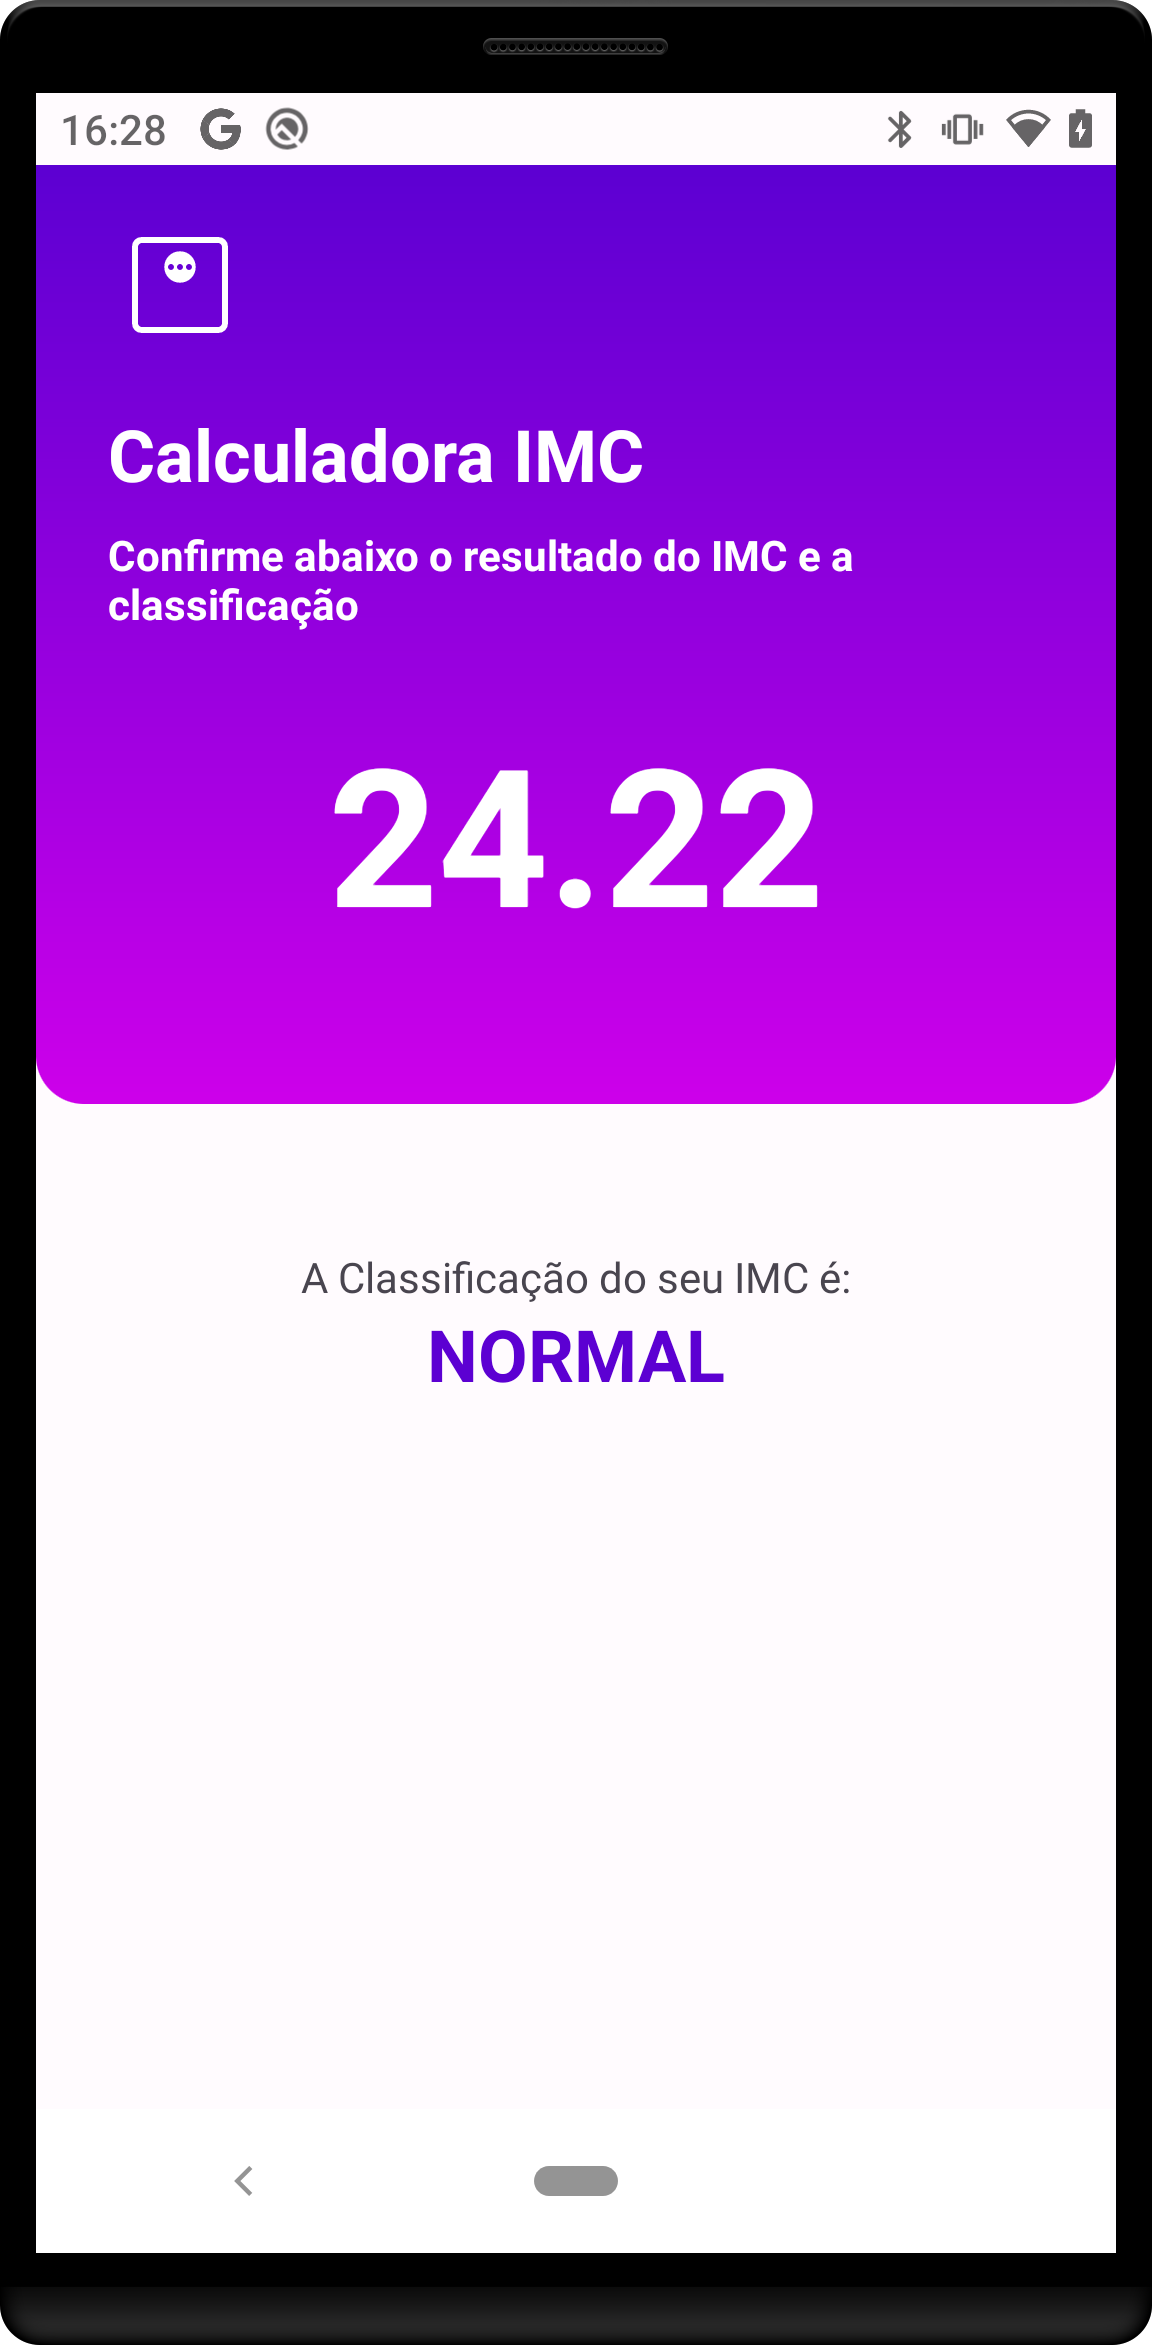 16:28
Calculadora IMC
Confirme abaixo o resultado do IMC e a
classificação
24.22
A Classificação do seu IMC é:
NORMAL